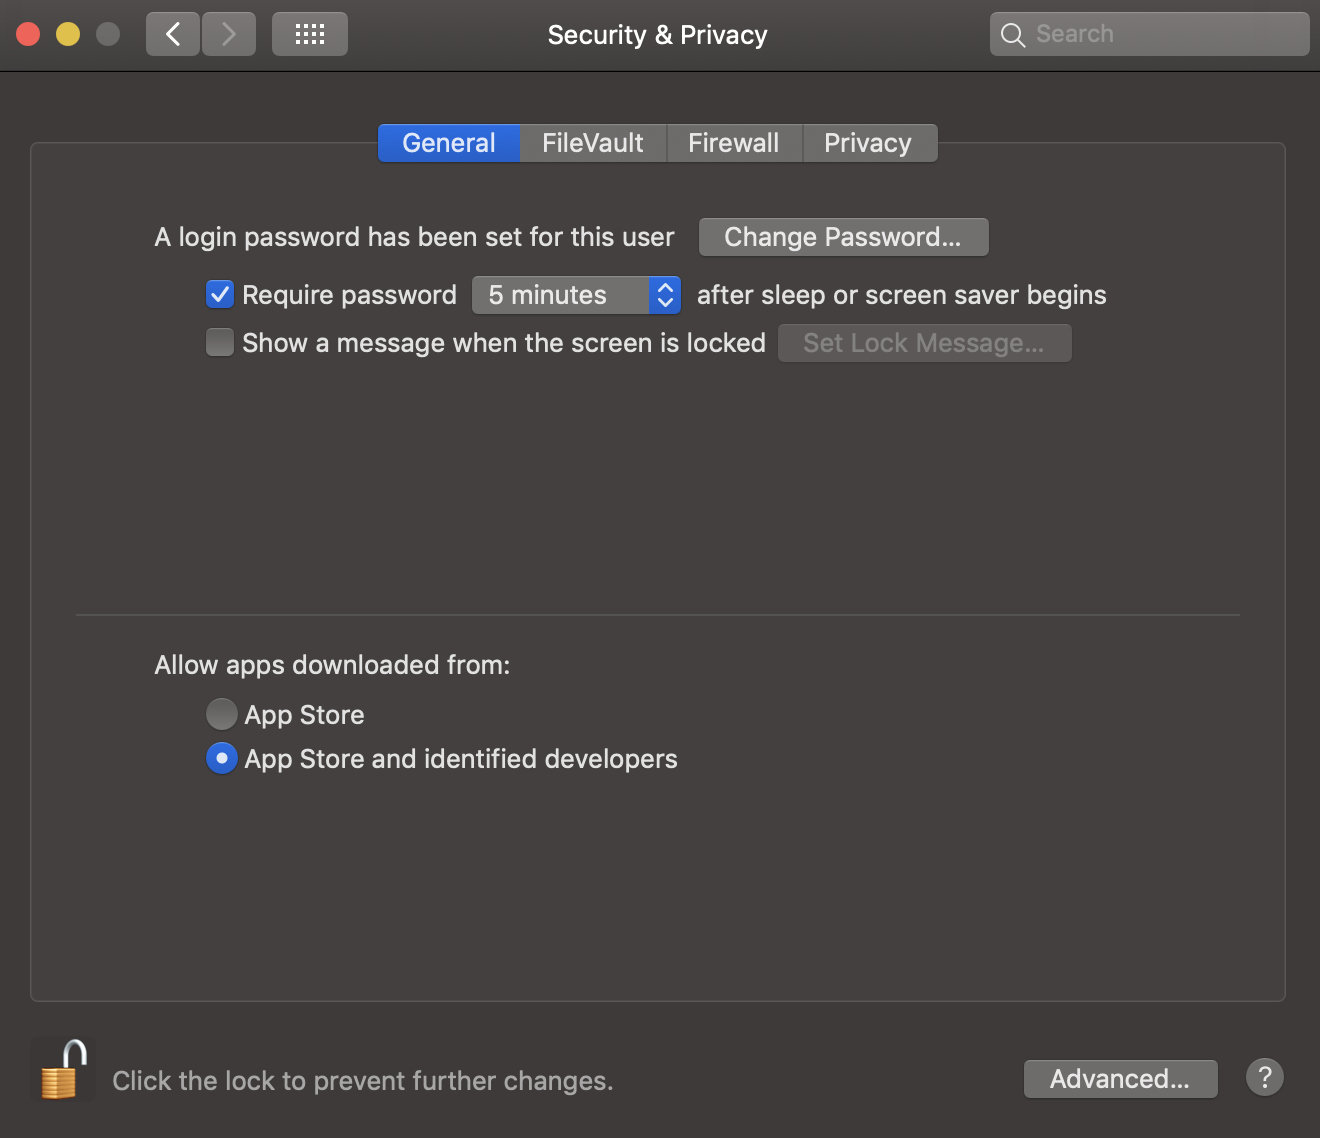 Security & Privacy
Search
General FileVault Firewall Privacy
A login password has been set for this user Change Password...
Require password 5 minutes after sleep or screen saver begins
Show a message when the screen is locked Set Lock Message...
Allow apps downloaded from:
App Store
App Store and identified developers
Click the lock to prevent further changes.
Advanced... ?